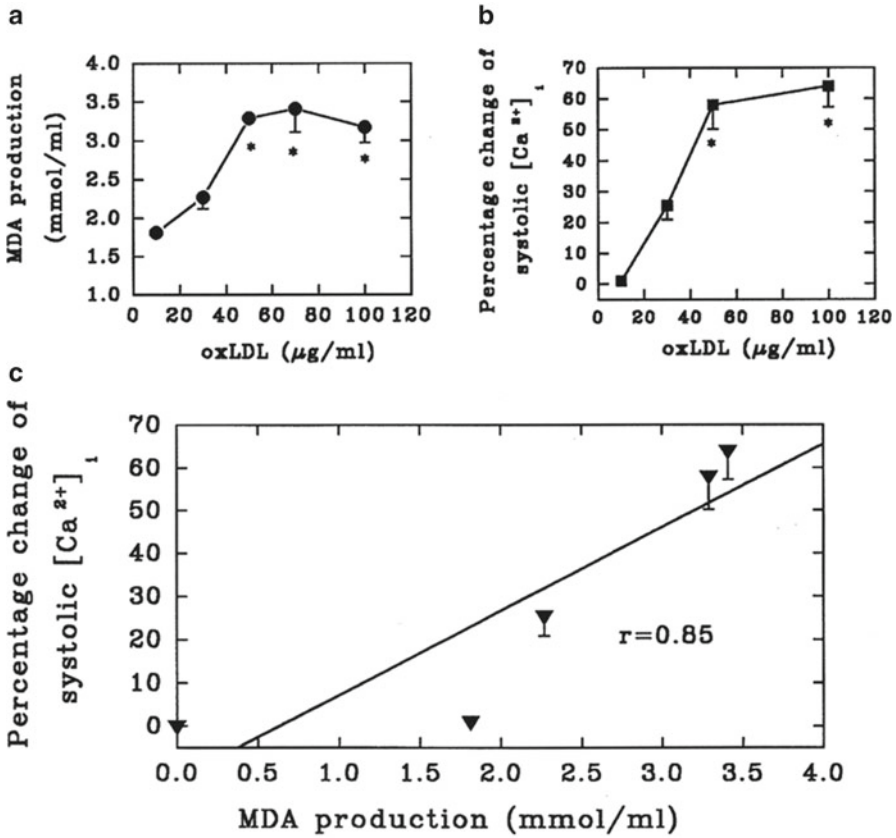 a
MDA production
(mmol/ml)
4.0
3.5
3.0
2.5
2.0
1.5
1.0
0 20 40 60 80 100 120
* * *
oxLDL (μg/ml)
b
Percentage change of
systolic [Ca²⁺]i
70
60
50
40
30
20
10
0
0 20 40 60 80 100 120
* *
oxLDL (μg/ml)
c
Percentage change of
systolic [Ca²⁺]i
70
60
50
40
30
20
10
0
r=0.85
0.0 0.5 1.0 1.5 2.0 2.5 3.0 3.5 4.0
MDA production (mmol/ml)